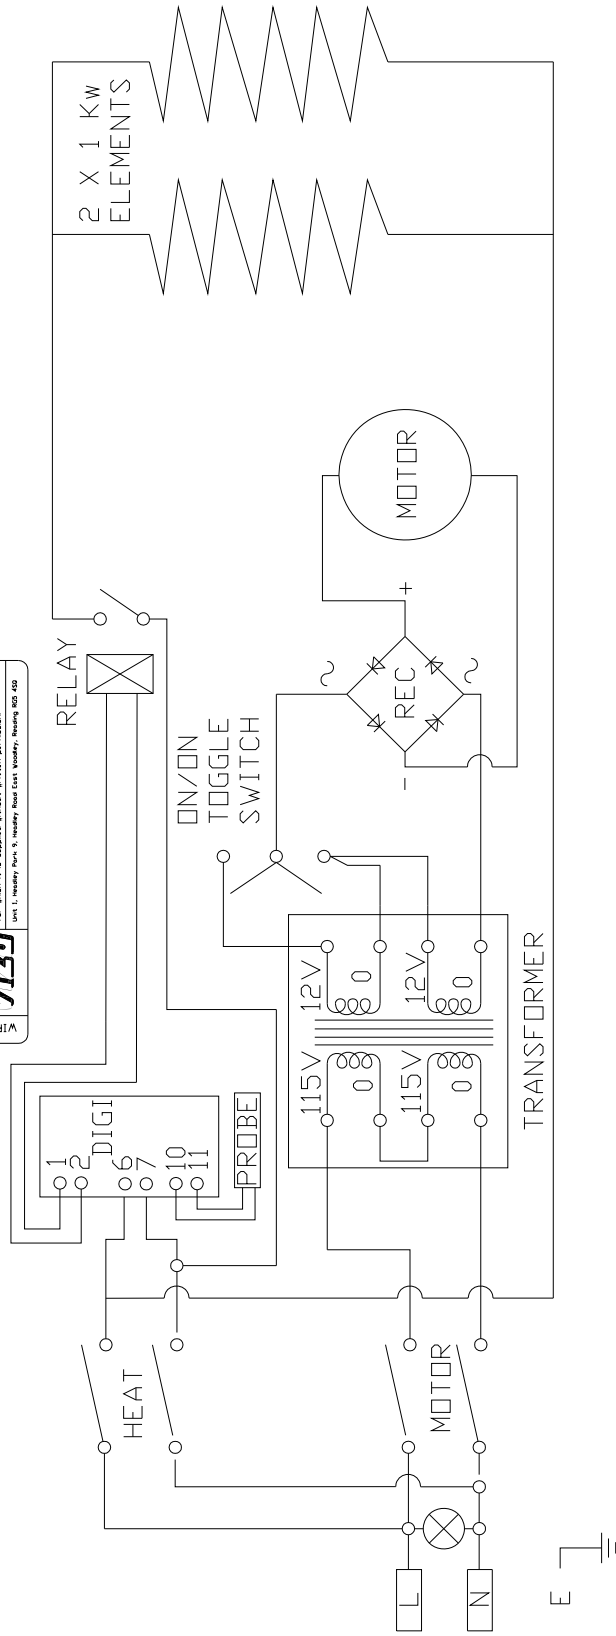 2 X 1 Kw
ELEMENTS
RELAY
MOTOR
+
REC
-
ON/ON
TOGGLE
SWITCH
Unit 1, Headley Park 9, Headley Road East Woodley, Reading RG5 4SQ
DIGI
1
2
6
7
10
11
PROBE
115V
0
115V
0
12V
0
12V
0
TRANSFORMER
HEAT
MOTOR
L
N
E